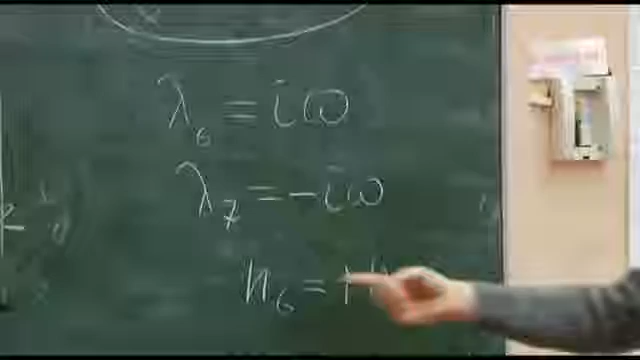 λ₆ = iω
λ₇ = -iω
n₆ =